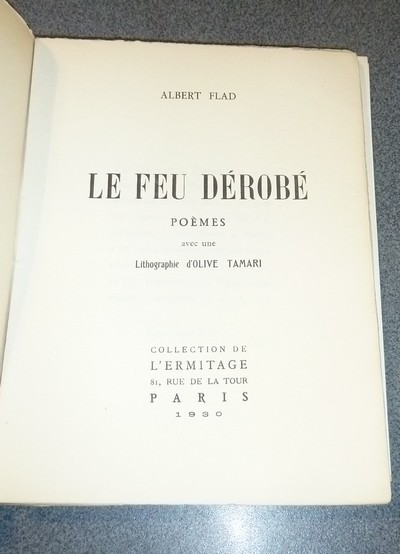 ALBERT FLAD
LE FEU DÉROBÉ
POÈMES
avec une
Lithographie d'OLIVE TAMARI
COLLECTION DE
L'ERMITAGE
81, RUE DE LA TOUR
PARIS
1930